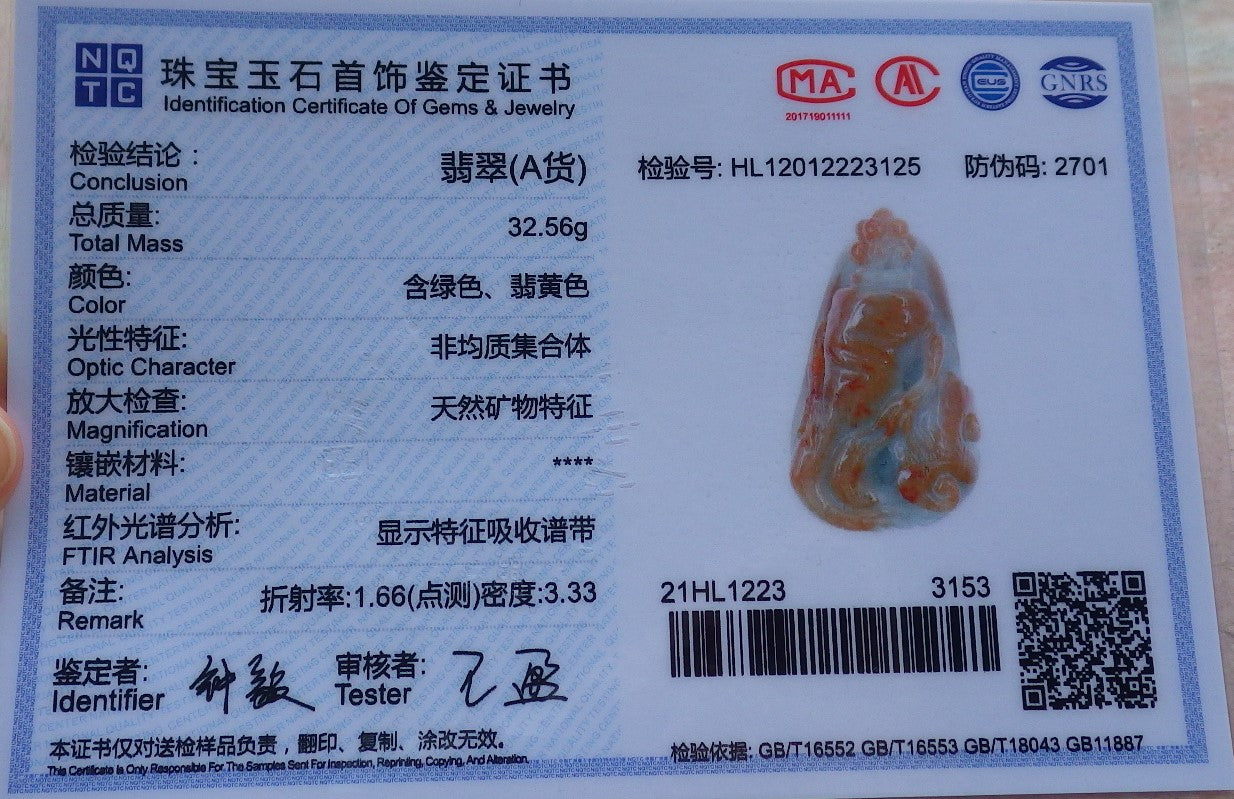 NQ
TC
珠宝玉石首饰鉴定证书
Identification Certificate Of Gems & Jewelry
MA
201719011111
CUS
GNRS
检验结论：
Conclusion
翡翠(A货)
总质量:
Total Mass
32.56g
颜色:
Color
含绿色、翡黄色
光性特征:
Optic Character
非均质集合体
放大检查:
Magnification
天然矿物特征
镶嵌材料:
Material
****
红外光谱分析:
FTIR Analysis
显示特征吸收谱带
备注:
Remark
折射率:1.66(点测)密度:3.33
鉴定者:
Identifier
审核者:
Tester
本证书仅对送检样品负责，翻印、复制、涂改无效。
This Certificate is Only Responsible For The Samples Sent For Inspection, Reprinting, Copying, And Alteration.
检验号: HL12012223125 防伪码: 2701
21HL1223 3153
检验依据: GB/T16552 GB/T16553 GB/T18043 GB11887